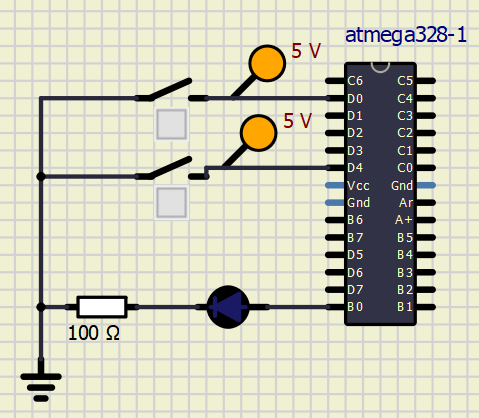 atmega328-1
5 V
5 V
C6 C5
D0 C4
D1 C3
D2 C2
D3 C1
D4 C0
Vcc Gnd
Gnd Ar
B6 A+
B7 B5
D5 B4
D6 B3
D7 B2
B0 B1
100 Ω